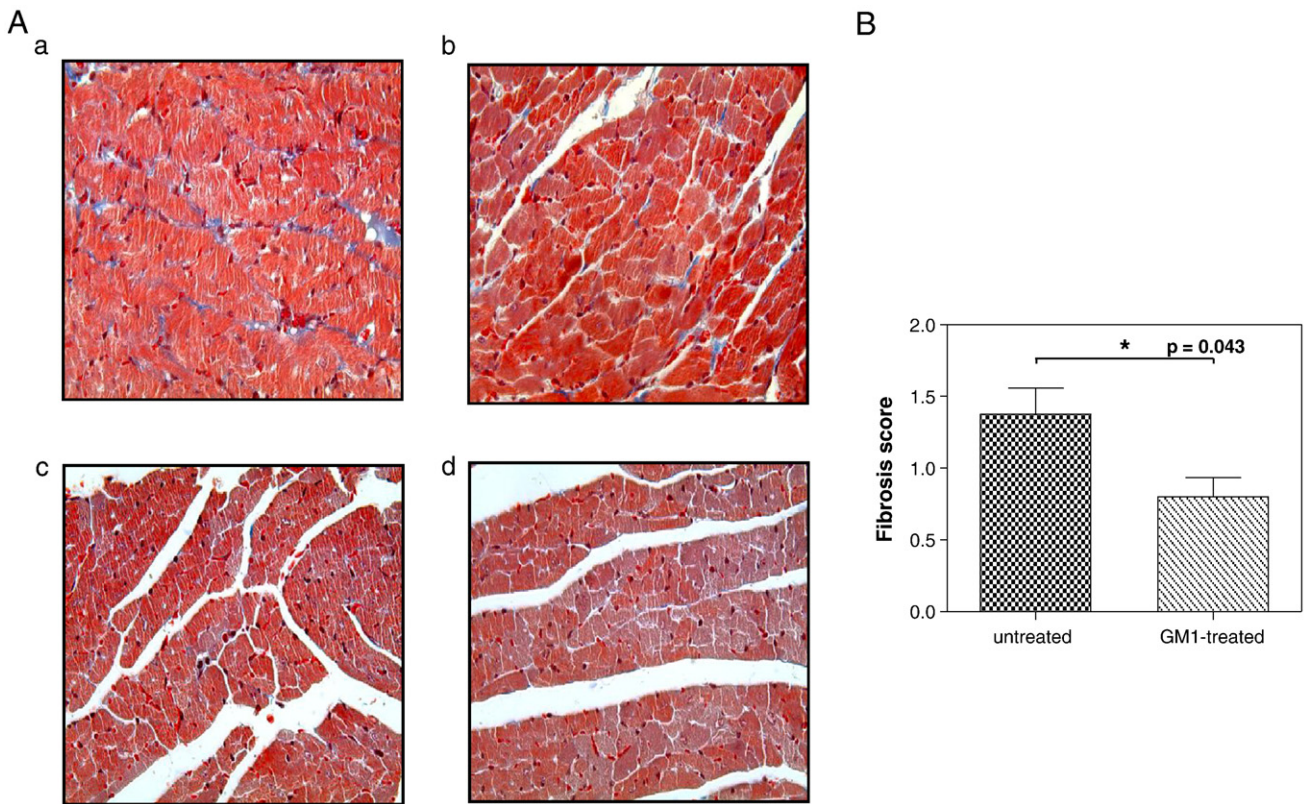 A
a
b
c
d
B
2.0
1.5
1.0
0.5
0.0
Fibrosis score
* p = 0.043
untreated GM1-treated